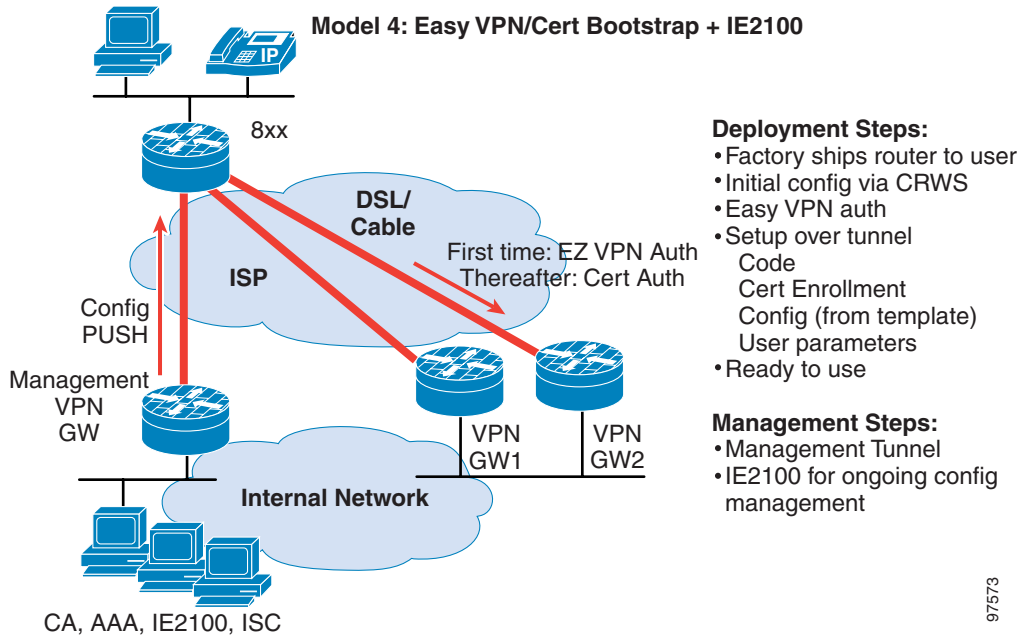 Model 4: Easy VPN/Cert Bootstrap + IE2100
IP
8xx
DSL/
Cable
First time: EZ VPN Auth
Thereafter: Cert Auth
ISP
Config
PUSH
Management
VPN
GW
VPN
GW1
VPN
GW2
Internal Network
CA, AAA, IE2100, ISC
Deployment Steps:
• Factory ships router to user
• Initial config via CRWS
• Easy VPN auth
• Setup over tunnel
Code
Cert Enrollment
Config (from template)
User parameters
• Ready to use
Management Steps:
• Management Tunnel
• IE2100 for ongoing config
management
97573